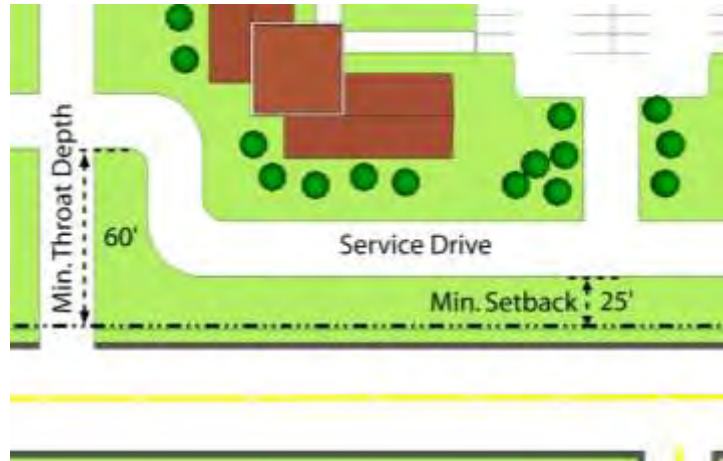 Min. Throat Depth
60'
Service Drive
Min. Setback
25'